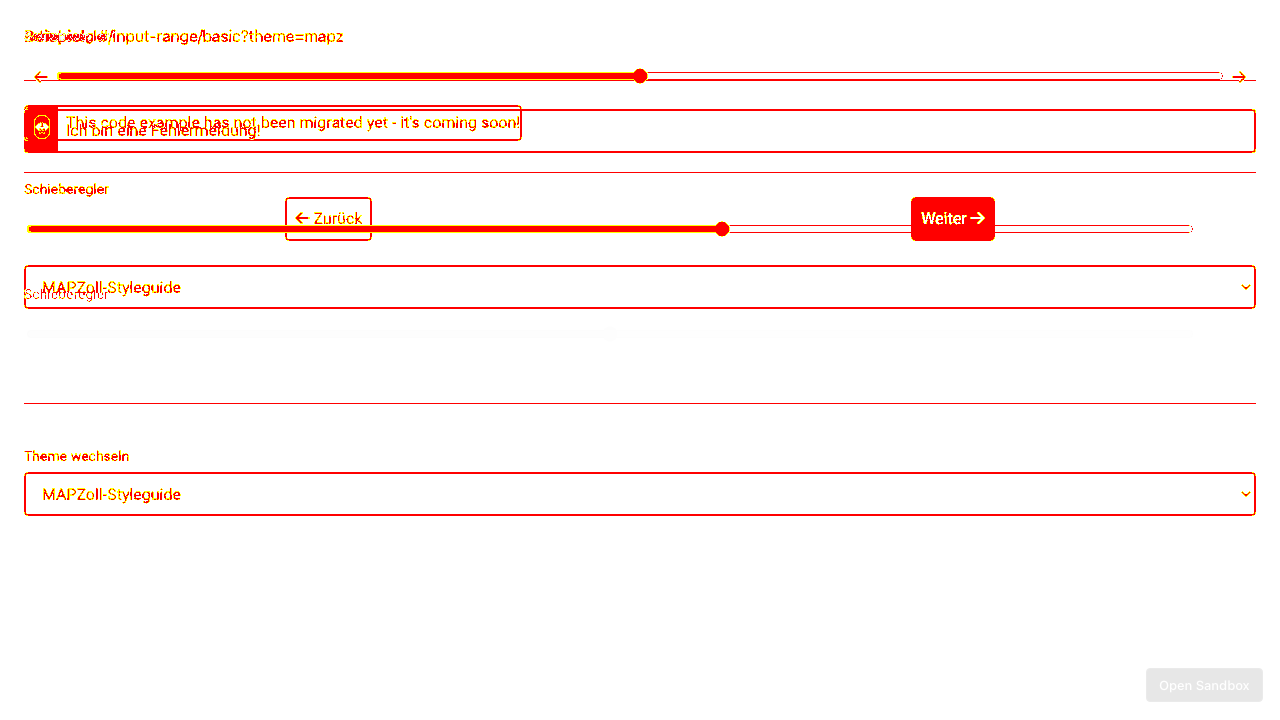 /input-range/basic?theme=mapz
This code example has not been migrated yet - it's coming soon!
Ich bin eine Fehlermeldung!
Schieberegler
← Zurück
Weiter →
MAPZoll-Styleguide
Schieberegler
Theme wechseln
MAPZoll-Styleguide
Open Sandbox